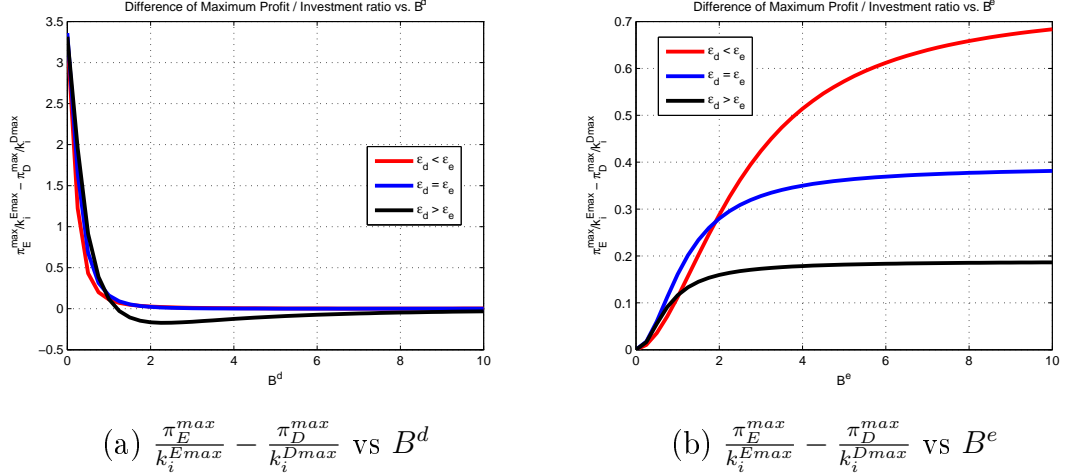 Difference of Maximum Profit / Investment ratio vs. B^d
π_E^max/k_i^Emax − π_D^max/k_i^Dmax
3.5
3
2.5
2
1.5
1
0.5
0
−0.5
ε_d < ε_e
ε_d = ε_e
ε_d > ε_e
0 2 4 6 8 10
B^d
(a) \frac{π_E^{max}}{k_i^{Emax}} − \frac{π_D^{max}}{k_i^{Dmax}} vs B^d
Difference of Maximum Profit / Investment ratio vs. B^e
π_E^max/k_i^Emax − π_D^max/k_i^Dmax
0.7
0.6
0.5
0.4
0.3
0.2
0.1
0
ε_d < ε_e
ε_d = ε_e
ε_d > ε_e
0 2 4 6 8 10
B^e
(b) \frac{π_E^{max}}{k_i^{Emax}} − \frac{π_D^{max}}{k_i^{Dmax}} vs B^e